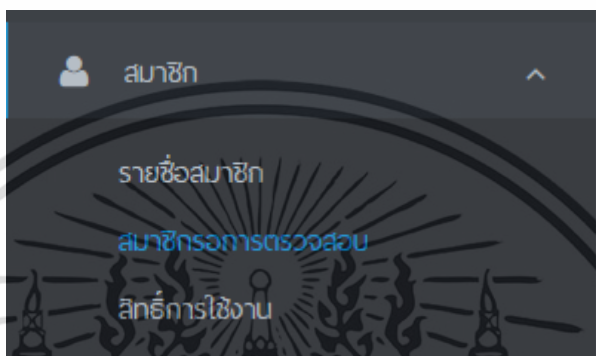 สมาชิก
รายชื่อสมาชิก
สมาชิกรอการตรวจสอบ
สิทธิ์การใช้งาน